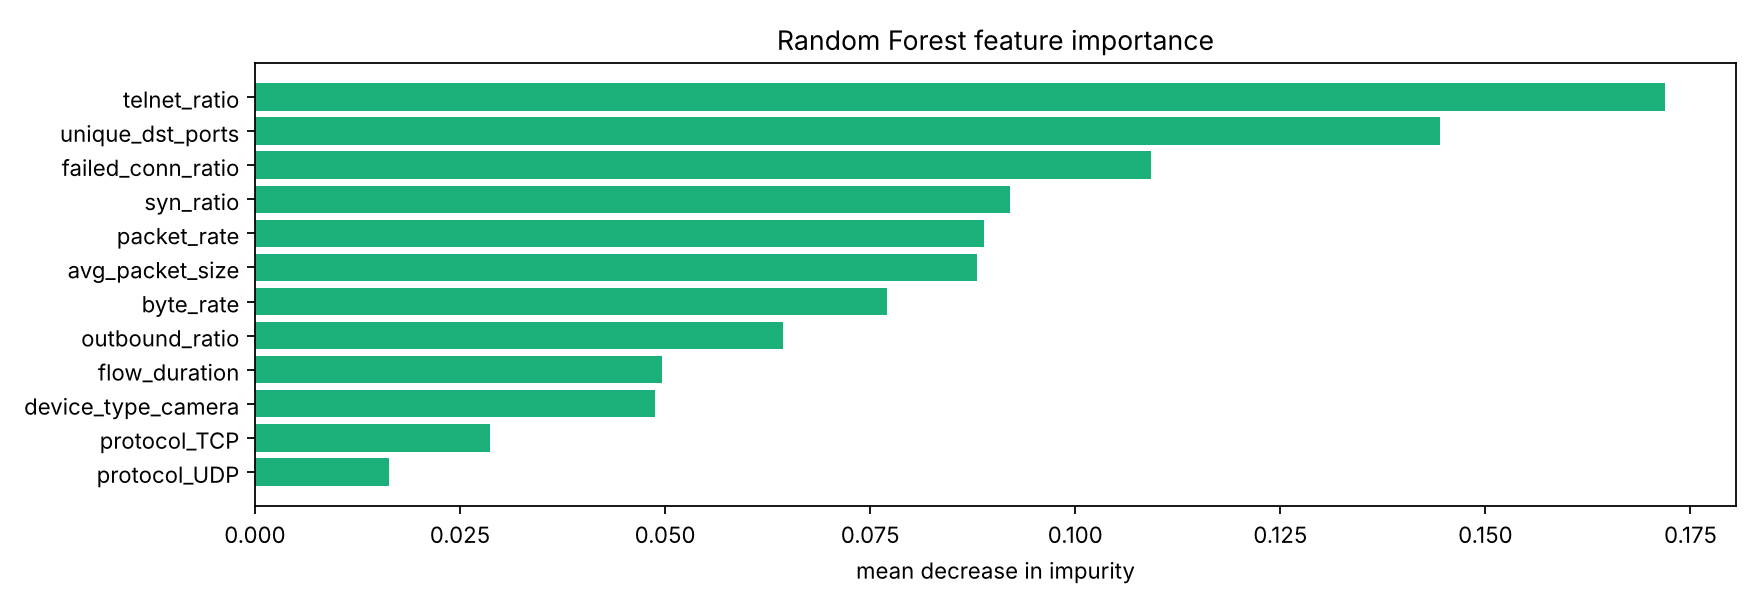 Random Forest feature importance
telnet_ratio
unique_dst_ports
failed_conn_ratio
syn_ratio
packet_rate
avg_packet_size
byte_rate
outbound_ratio
flow_duration
device_type_camera
protocol_TCP
protocol_UDP
0.000 0.025 0.050 0.075 0.100 0.125 0.150 0.175
mean decrease in impurity